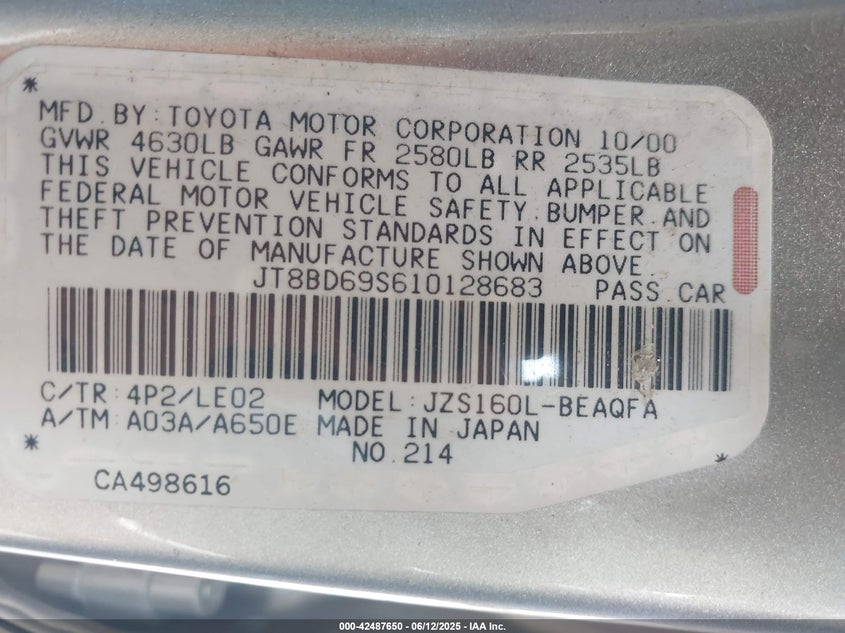 MFD. BY: TOYOTA MOTOR CORPORATION 10/00
GVWR 4630LB GAWR FR 2580LB RR 2535LB
THIS VEHICLE CONFORMS TO ALL APPLICABLE
FEDERAL MOTOR VEHICLE SAFETY.BUMPER.AND
THEFT PREVENTION STANDARDS IN EFFECT ON
THE DATE OF MANUFACTURE SHOWN ABOVE.
JT8BD69S610128683 PASS.CAR
C/TR:4P2/LE02 MODEL:JZS160L-BEAQFA
A/TM A03A/A650E MADE IN JAPAN
NO.214
CA498616
000-42487650 - 06/12/2025 - IAA Inc.